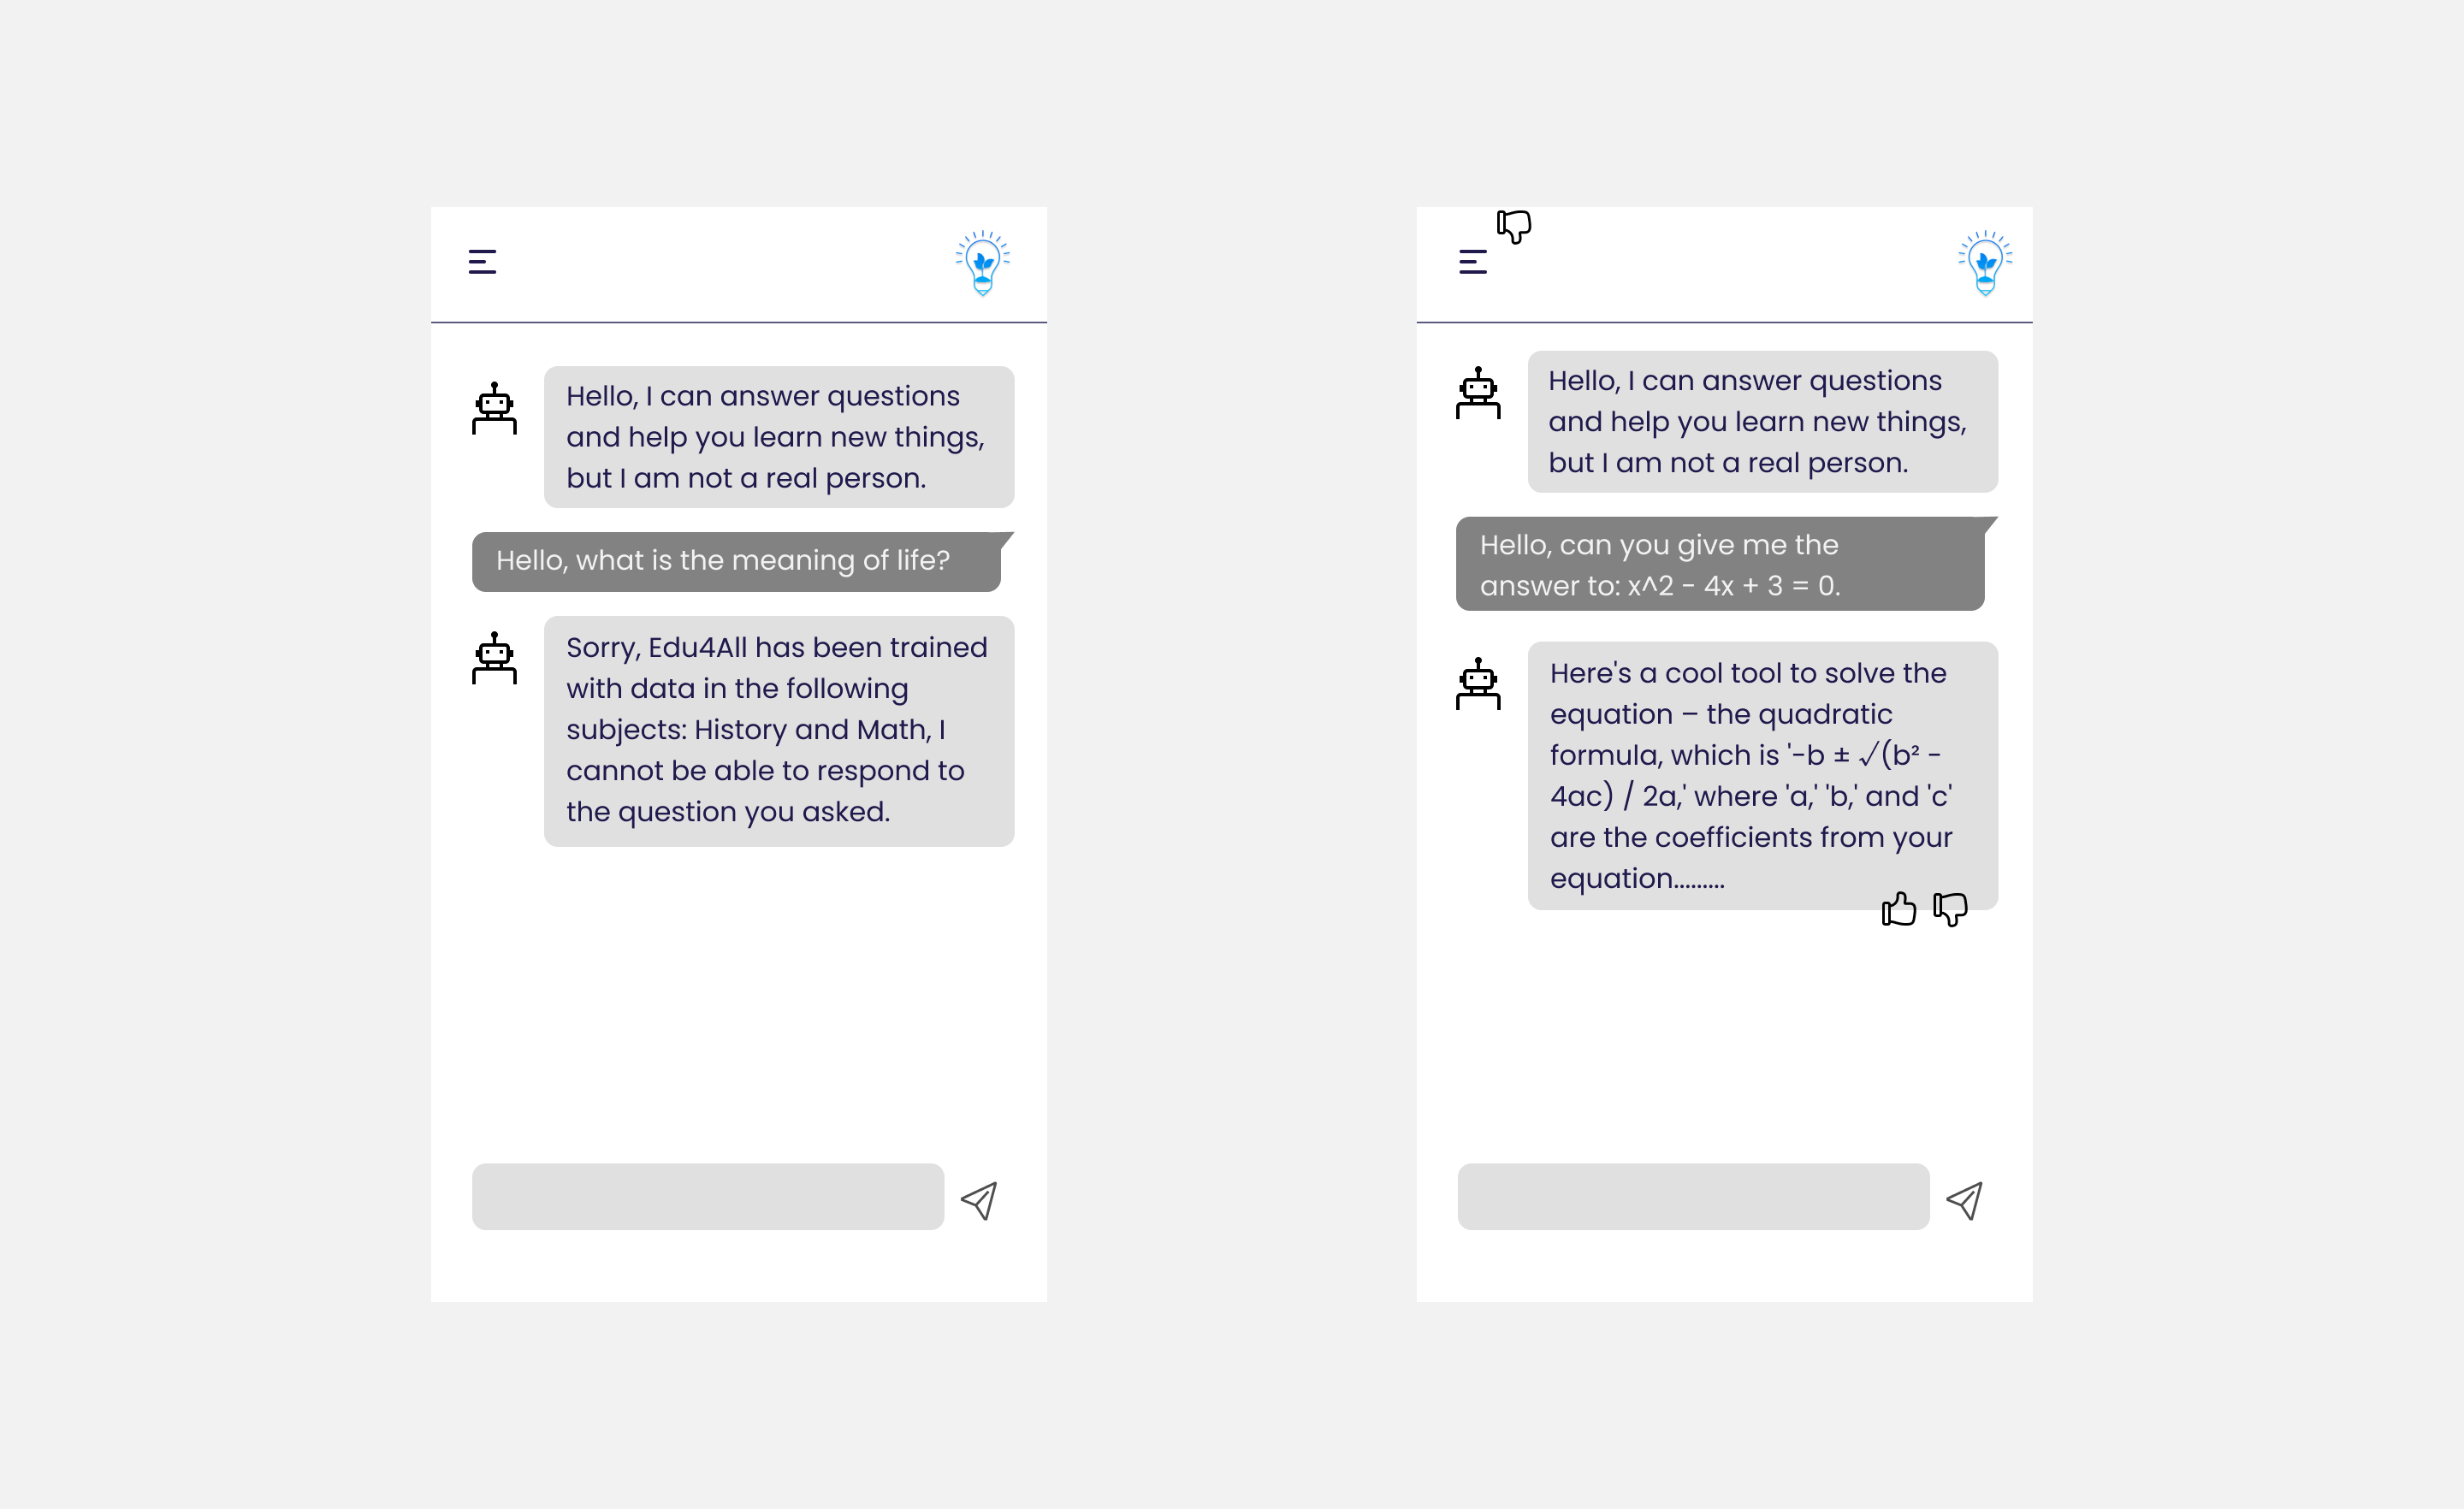 Hello, I can answer questions
and help you learn new things,
but I am not a real person.
Hello, what is the meaning of life?
Sorry, Edu4All has been trained
with data in the following
subjects: History and Math, I
cannot be able to respond to
the question you asked.
Hello, I can answer questions
and help you learn new things,
but I am not a real person.
Hello, can you give me the
answer to: x^2 - 4x + 3 = 0.
Here's a cool tool to solve the
equation – the quadratic
formula, which is '-b ± √(b² -
4ac) / 2a,' where 'a,' 'b,' and 'c'
are the coefficients from your
equation.........